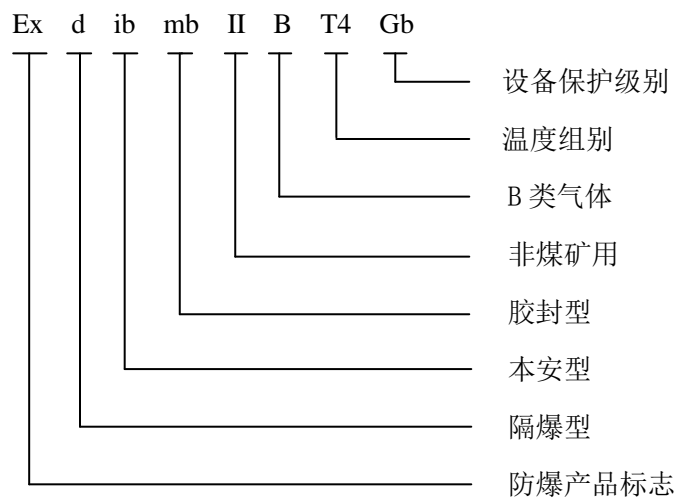 Ex d ib mb II B T4 Gb
设备保护级别
温度组别
B 类气体
非煤矿用
胶封型
本安型
隔爆型
防爆产品标志